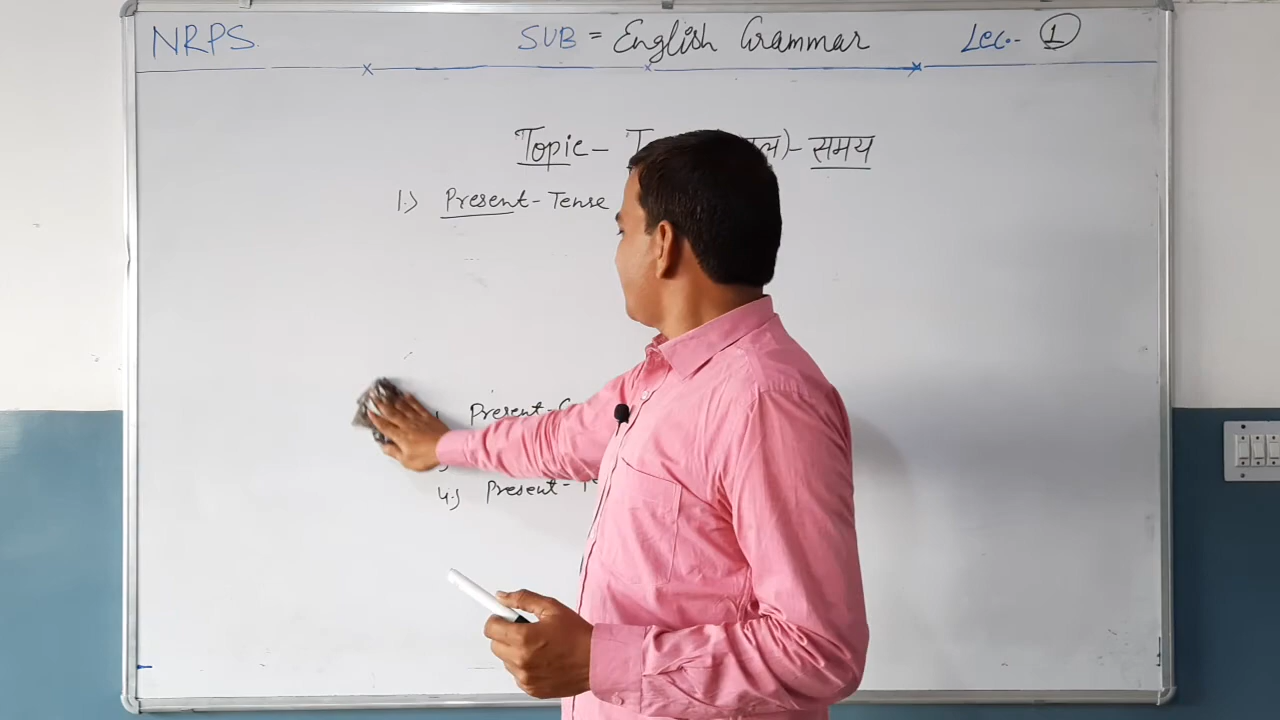 NRPS SUB = English Grammar Lec:- 1
Topic - समय
1.) Present - Tense
Present -
4.) Present -